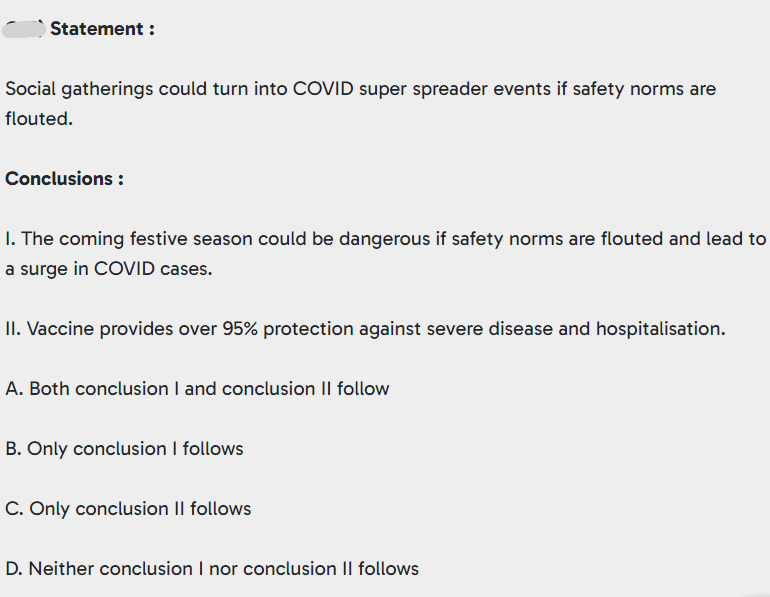 Statement :
Social gatherings could turn into COVID super spreader events if safety norms are
flouted.
Conclusions :
I. The coming festive season could be dangerous if safety norms are flouted and lead to
a surge in COVID cases.
II. Vaccine provides over 95% protection against severe disease and hospitalisation.
A. Both conclusion I and conclusion II follow
B. Only conclusion I follows
C. Only conclusion II follows
D. Neither conclusion I nor conclusion II follows